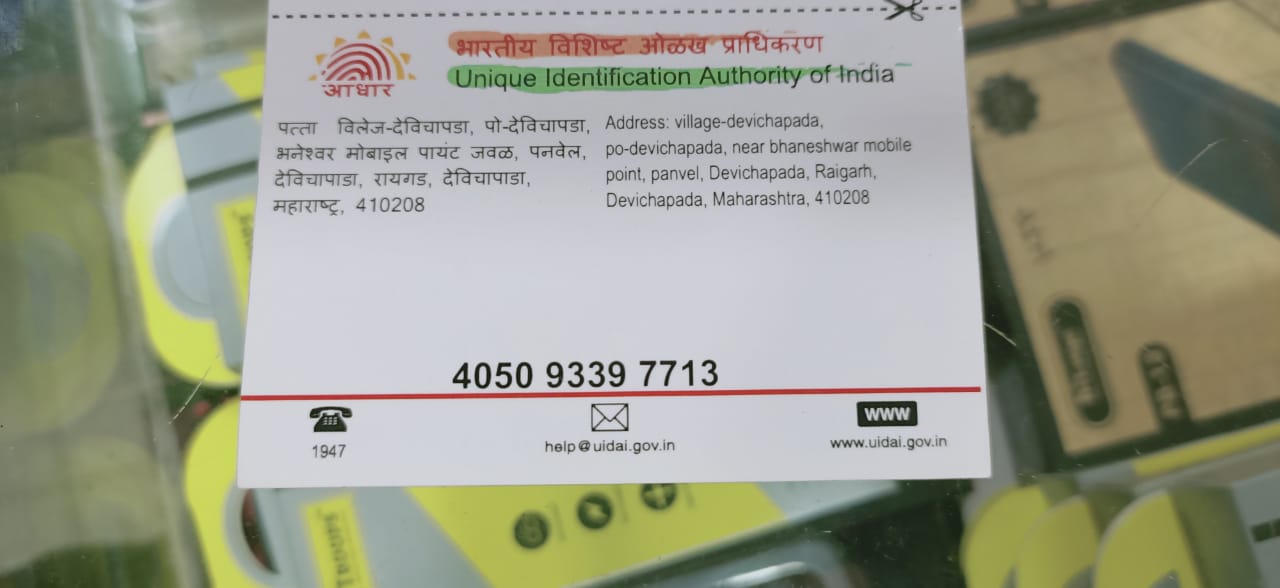 भारतीय विशिष्ट ओळख प्राधिकरण
Unique Identification Authority of India
आधार
पत्ता विलेज-देविचापडा, पो-देविचापडा,
भनेश्वर मोबाइल पायंट जवळ, पनवेल,
देविचापाडा, रायगड, देविचापाडा,
महाराष्ट्र, 410208
Address: village-devichapada,
po-devichapada, near bhaneshwar mobile
point, panvel, Devichapada, Raigarh,
Devichapada, Maharashtra, 410208
4050 9339 7713
1947
help@uidai.gov.in
WWW
www.uidai.gov.in